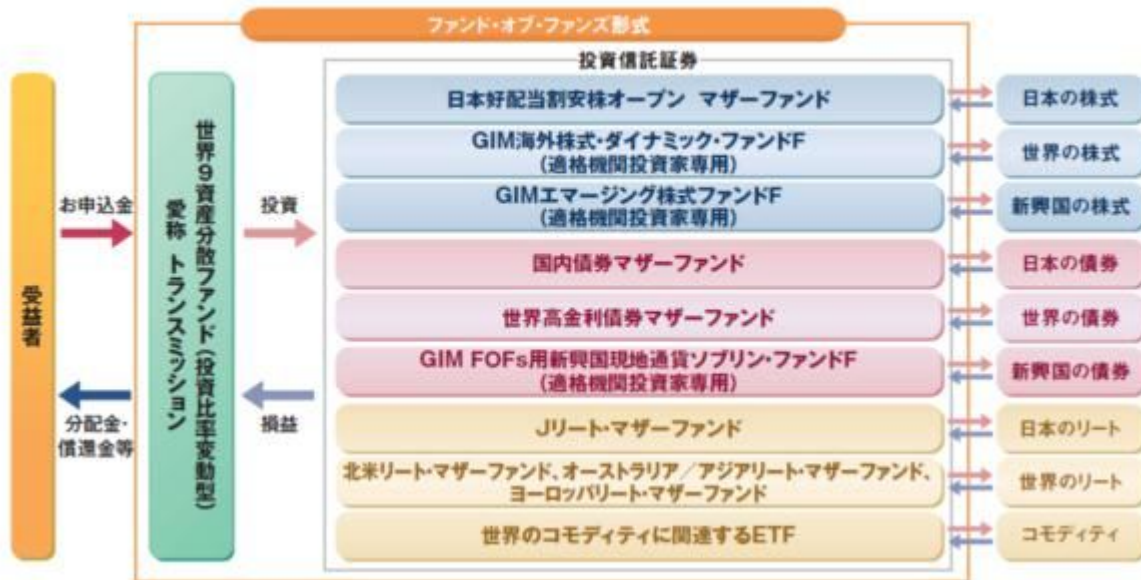 ファンド・オブ・ファンズ形式
投資信託証券
受益者
お申込金
分配金・
償還金等
世界9資産分散ファンド(投資比率変動型)
愛称 トランスミッション
投資
損益
日本好配当割安株オープン マザーファンド
日本の株式
GIM海外株式・ダイナミック・ファンドF
(適格機関投資家専用)
世界の株式
GIMエマージング株式ファンドF
(適格機関投資家専用)
新興国の株式
国内債券マザーファンド
日本の債券
世界高金利債券マザーファンド
世界の債券
GIM FOFs用新興国現地通貨ソブリン・ファンドF
(適格機関投資家専用)
新興国の債券
Jリート・マザーファンド
日本のリート
北米リート・マザーファンド、オーストラリア/アジアリート・マザーファンド、
ヨーロッパリート・マザーファンド
世界のリート
世界のコモディティに関連するETF
コモディティ